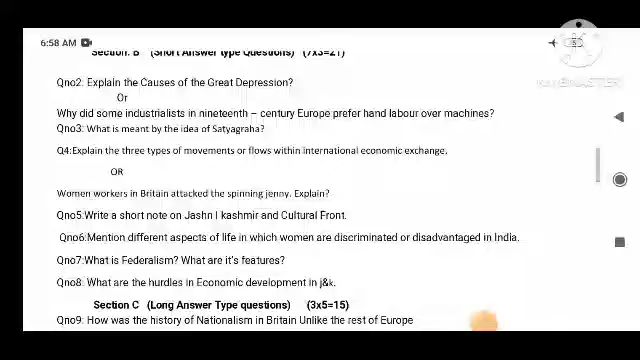 6:58 AM
Section: B (Short Answer type Questions) (7x3=21)
Qno2: Explain the Causes of the Great Depression?
Or
Why did some industrialists in nineteenth – century Europe prefer hand labour over machines?
Qno3: What is meant by the idea of Satyagraha?
Q4:Explain the three types of movements or flows within international economic exchange.
OR
Women workers in Britain attacked the spinning jenny. Explain?
Qno5:Write a short note on Jashn I kashmir and Cultural Front.
Qno6:Mention different aspects of life in which women are discriminated or disadvantaged in India.
Qno7:What is Federalism? What are it's features?
Qno8: What are the hurdles in Economic development in j&k.
Section C (Long Answer Type questions) (3x5=15)
Qno9: How was the history of Nationalism in Britain Unlike the rest of Europe